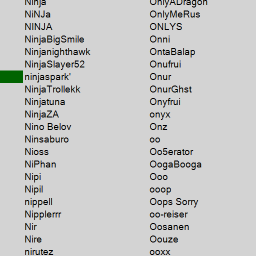 Ninja
NiNJa
NINJA
NinjaBigSmile
Ninjanighthawk
NinjaSlayer52
ninjaspark'
NinjaTrollekk
Ninjatuna
NinjaZA
Nino Belov
Ninsaburo
Nioss
NiPhan
Nipi
Nipil
nippell
Nipplerrr
Nir
Nire
nirutez
OnlyADragon
OnlyMeRus
ONLYS
Onni
OntaBalap
Onufrui
Onur
OnurGhst
Onyfrui
onyx
Onz
oo
Oo5erator
OogaBooga
Ooo
ooop
Oops Sorry
oo-reiser
Oosanen
Oouze
ooxx